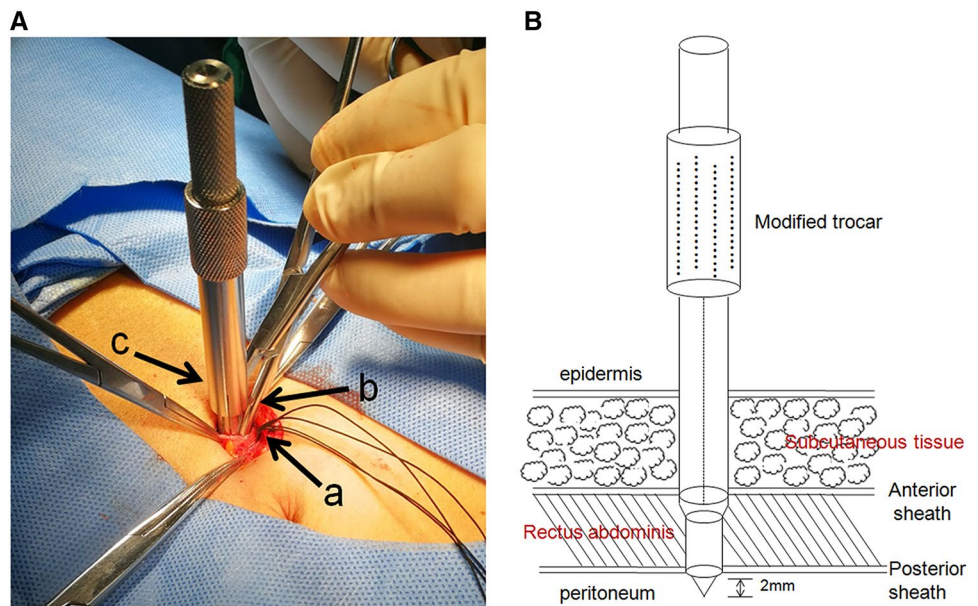 A
B
c
b
a
Modified trocar
epidermis
Subcutaneous tissue
Anterior
sheath
Rectus abdominis
Posterior
sheath
peritoneum
2mm